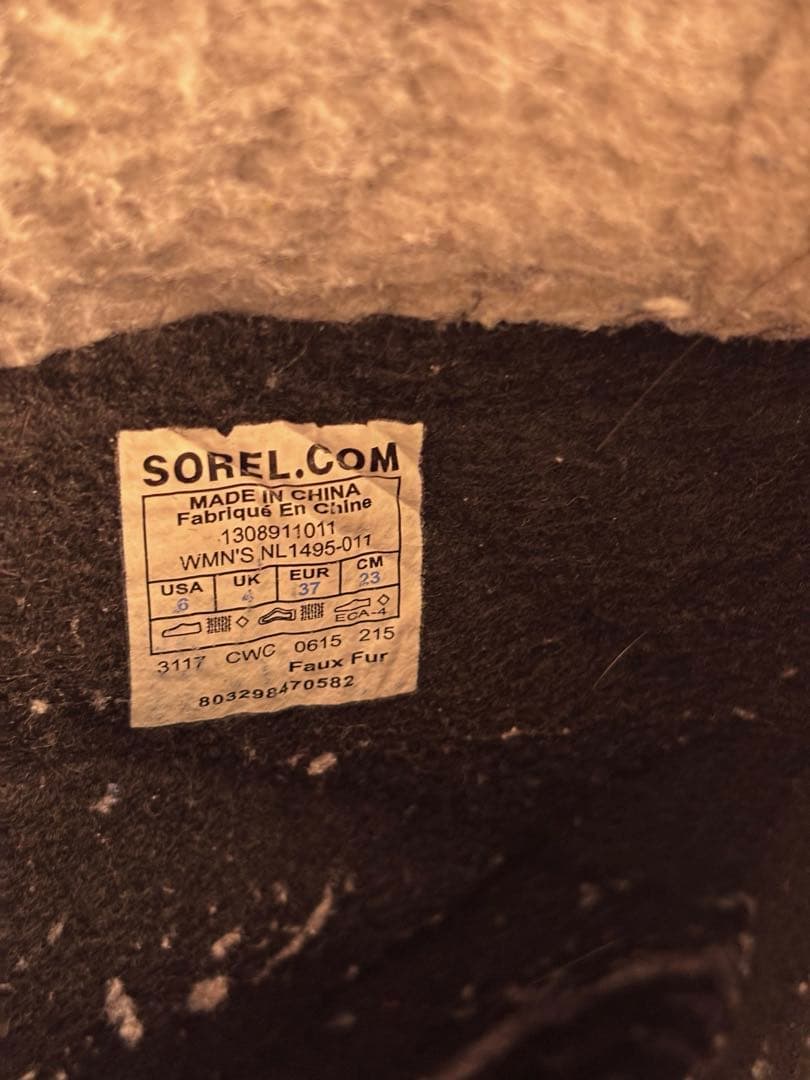 SOREL.COM
MADE IN CHINA
Fabriqué En Chine
1308911011
WMN'S NL1495-011
USA UK EUR CM
6 4 37 23
ECA-4
3117 CWC 0615 215
Faux Fur
803298470582